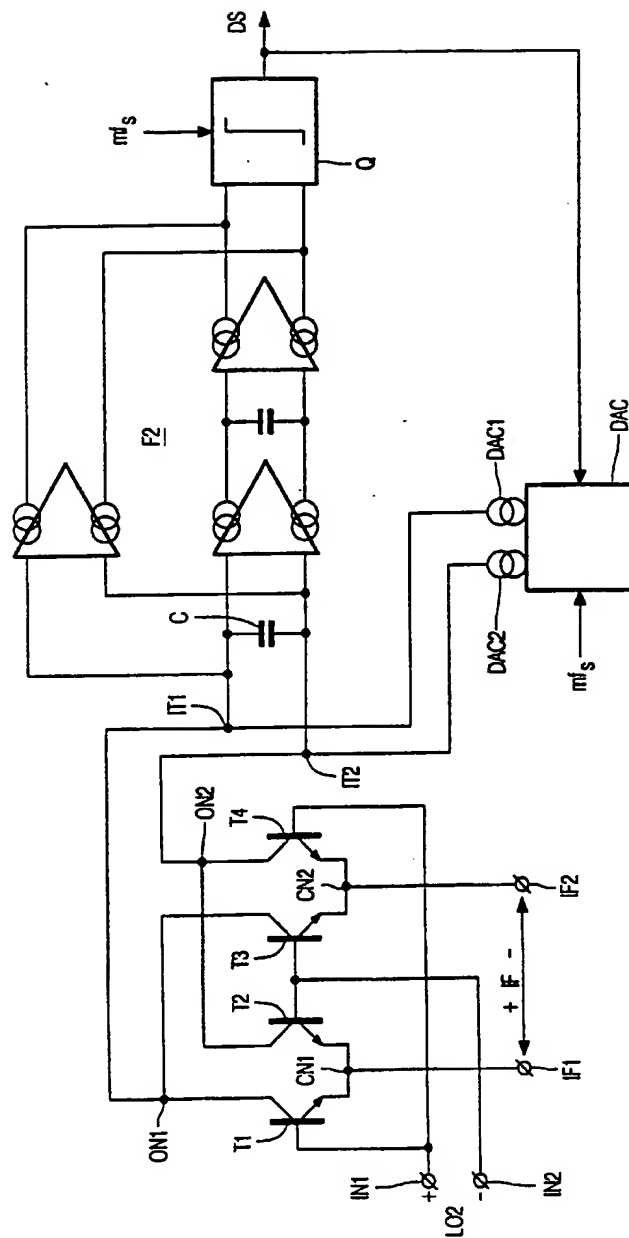 DS
mfs
Q
F2
C
IT1
IT2
DAC1
DAC2
DAC
mfs
ON1
ON2
T1
T2
T3
T4
CN1
CN2
IN1
+
LO2
-
IN2
IF1
+ IF -
IF2